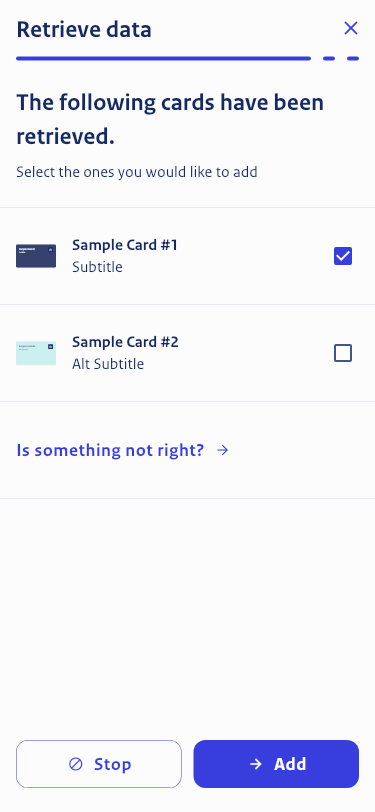 Retrieve data
The following cards have been
retrieved.
Select the ones you would like to add
Sample Card #1
Subtitle
Sample Card #2
Alt Subtitle
Is something not right?
Stop
Add